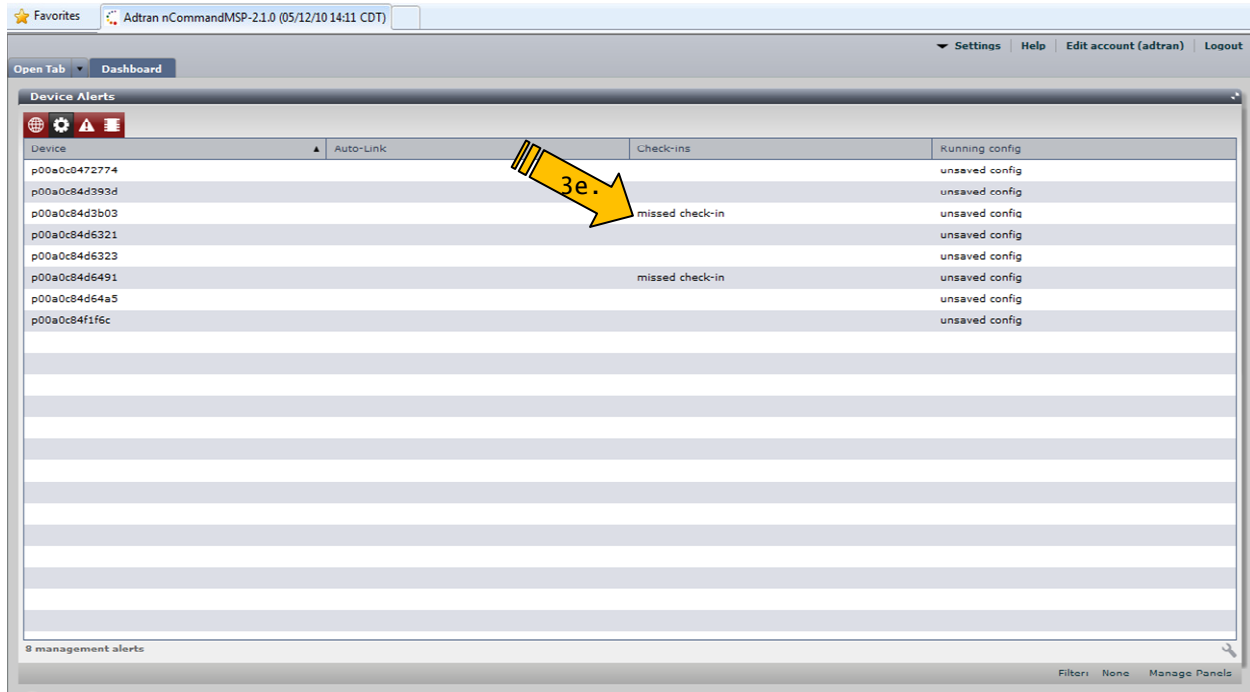 Favorites
Adtran nCommandMSP-2.1.0 (05/12/10 14:11 CDT)
Settings Help Edit account (adtran) Logout
Open Tab Dashboard
Device Alerts
Device Auto-Link Check-ins Running config
p00a0c8472774 unsaved config
p00a0c84d393d unsaved config
3e.
p00a0c84d3b03 missed check-in unsaved config
p00a0c84d6321 unsaved config
p00a0c84d6323 unsaved config
p00a0c84d6491 missed check-in unsaved config
p00a0c84d64a5 unsaved config
p00a0c84f1f6c unsaved config
8 management alerts
Filter: None Manage Panels